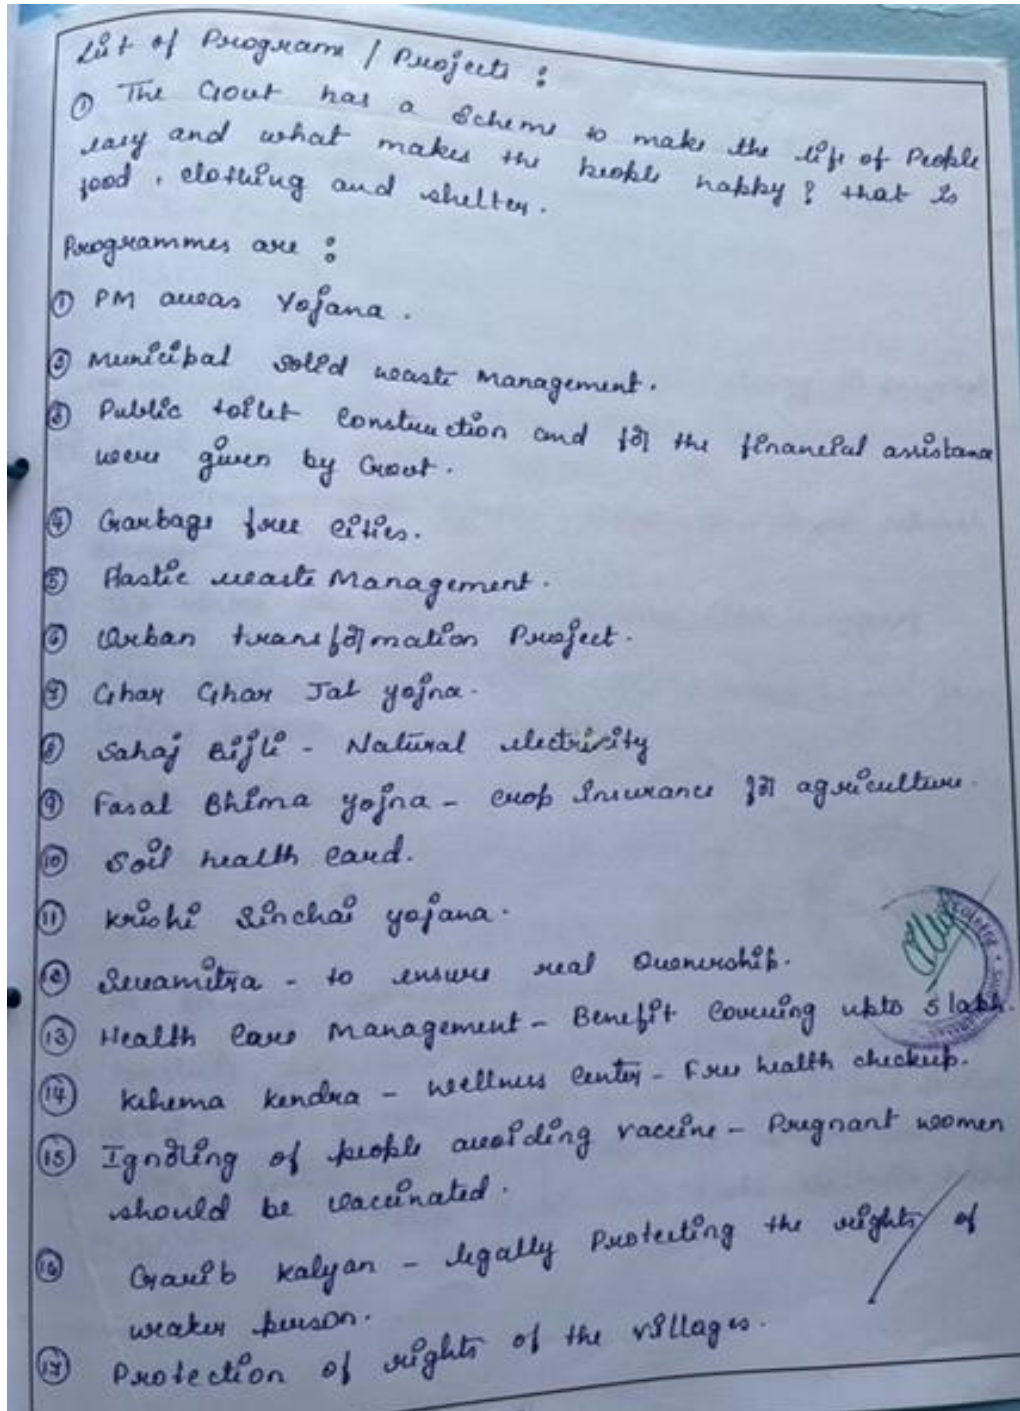 List of Programe / Projects :
① The Govt has a scheme to make the life of People
easy and what makes the people happy ? that is
food , clothing and shelter.
Programmes are :
① PM awas Yojana .
② Municipal solid waste management.
③ Public toilet Construction and for the financial assistance
were given by Govt.
④ Garbage free cities.
⑤ Plastic waste Management .
⑥ Urban transformation Project.
⑦ Ghar Ghar Jal yojna.
⑧ Sahaj Bijli - Natural electricity
⑨ Fasal Bhima yojna - crop insurance for agriculture.
⑩ Soil health card.
⑪ Krishi Sinchai yojana.
⑫ Swamitra - to ensure real Ownership.
⑬ Health Care Management - Benefit Covering upto 5 lakh.
⑭ Kshema kendra - wellness Center - Free health checkup.
⑮ Ignoring of people avoiding vaccine - Pregnant women
should be vaccinated .
⑯ Garib kalyan - legally Protecting the rights of
weaker person.
⑰ Protection of rights of the villages.